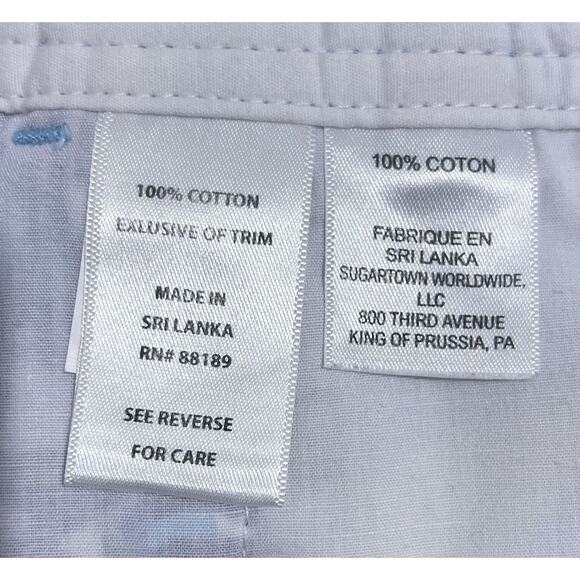 100% COTTON
EXLUSIVE OF TRIM
MADE IN
SRI LANKA
RN# 88189
SEE REVERSE
FOR CARE
100% COTON
FABRIQUE EN
SRI LANKA
SUGARTOWN WORLDWIDE,
LLC
800 THIRD AVENUE
KING OF PRUSSIA, PA